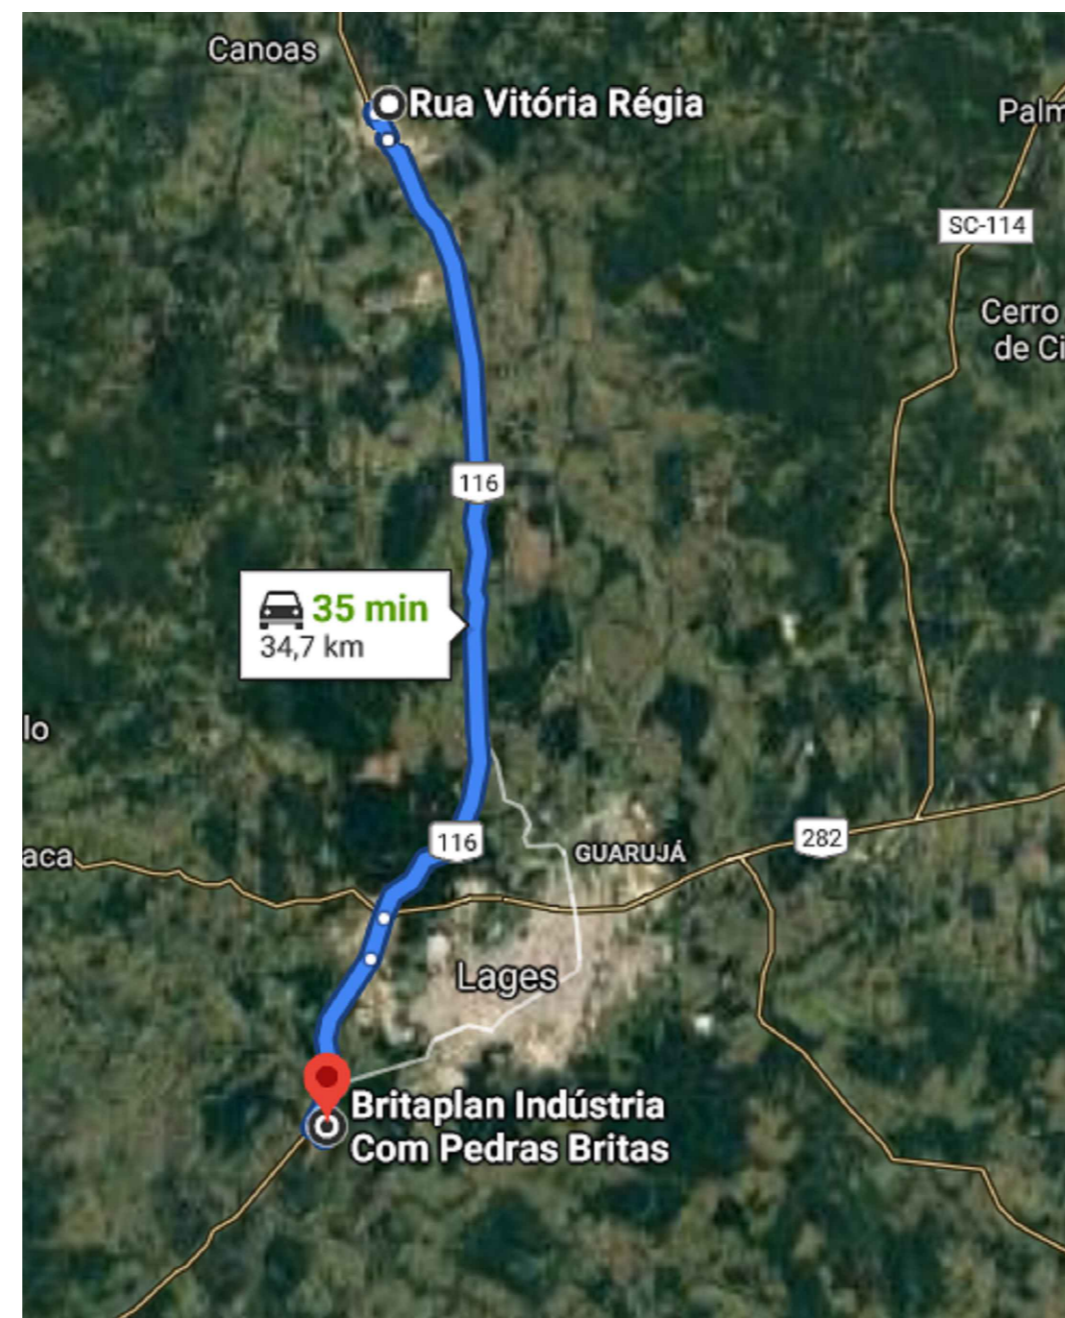 Canoas
Rua Vitória Régia
Palm
SC-114
Cerro
de Ci
116
35 min
34,7 km
lo
116
282
GUARUJÁ
aca
Lages
Britaplan Indústria
Com Pedras Britas